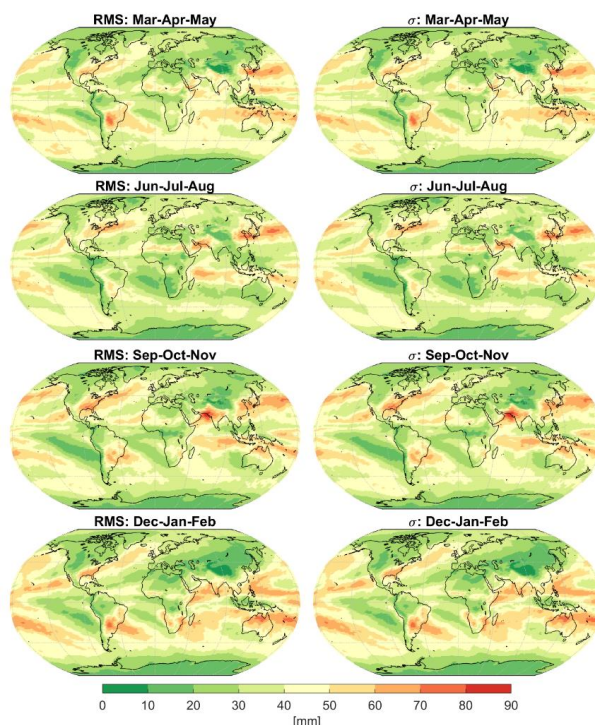 RMS: Mar-Apr-May σ: Mar-Apr-May
RMS: Jun-Jul-Aug σ: Jun-Jul-Aug
RMS: Sep-Oct-Nov σ: Sep-Oct-Nov
RMS: Dec-Jan-Feb σ: Dec-Jan-Feb
0 10 20 30 40 50 60 70 80 90
[mm]